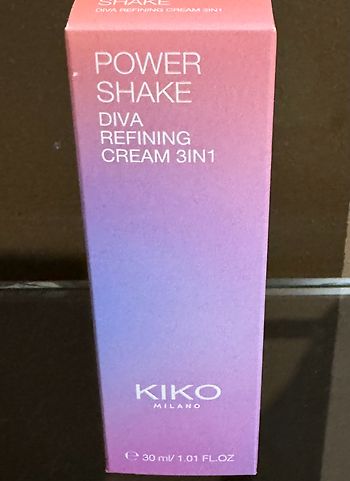 SHAKE
DIVA REFINING CREAM 3IN1
POWER
SHAKE
DIVA
REFINING
CREAM 3IN1
KIKO
MILANO
℮ 30 ml/ 1.01 FL.OZ